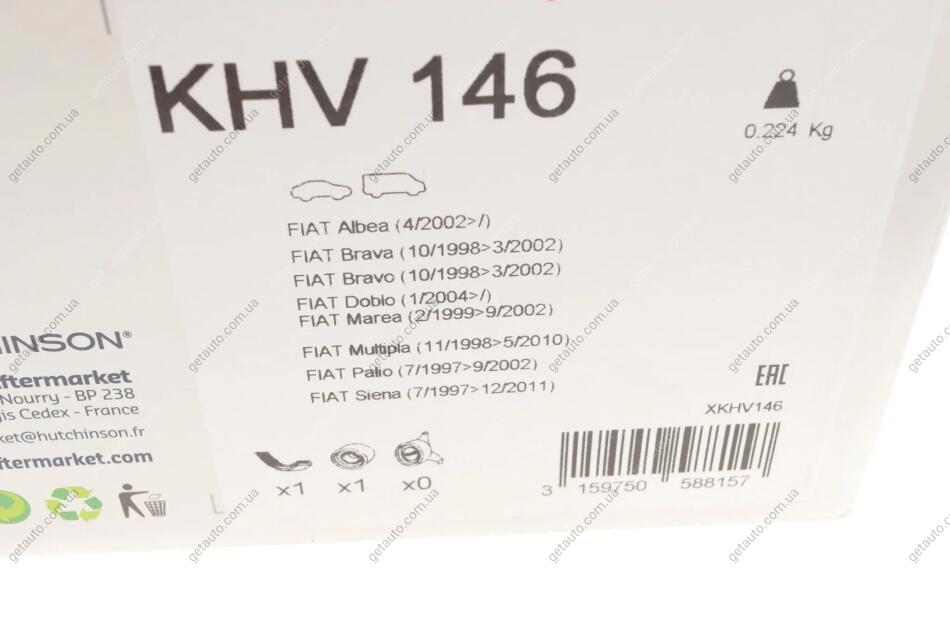 KHV 146
0.224 Kg
FIAT Albea (4/2002>/)
FIAT Brava (10/1998>3/2002)
FIAT Bravo (10/1998>3/2002)
FIAT Doblo (1/2004>/)
FIAT Marea (2/1999>9/2002)
FIAT Multipla (11/1998>5/2010)
FIAT Palio (7/1997>9/2002)
FIAT Siena (7/1997>12/2011)
INSON®
ftermarket
Nourry - BP 238
is Cedex - France
ket@hutchinson.fr
ftermarket.com
x1 x1 x0
EAC
XKHV146
3 159750 588157
getauto.com.ua